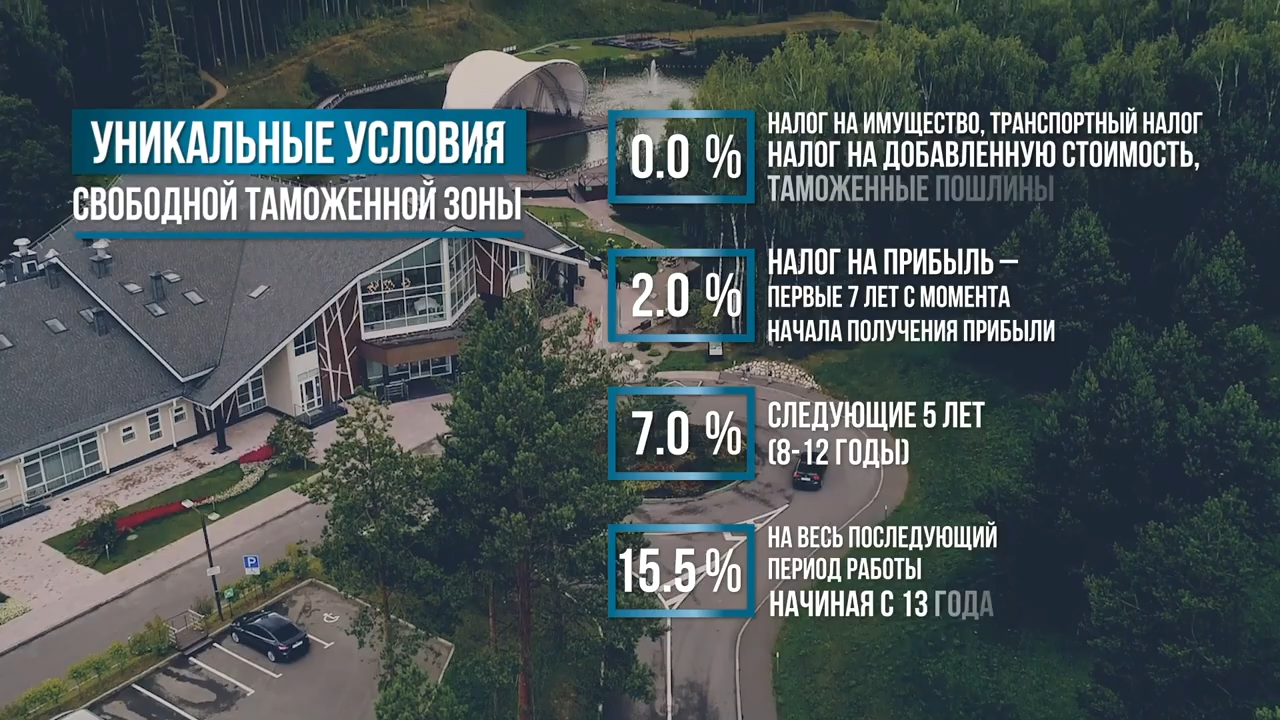 УНИКАЛЬНЫЕ УСЛОВИЯ
СВОБОДНОЙ ТАМОЖЕННОЙ ЗОНЫ
0.0 %
НАЛОГ НА ИМУЩЕСТВО, ТРАНСПОРТНЫЙ НАЛОГ
НАЛОГ НА ДОБАВЛЕННУЮ СТОИМОСТЬ,
ТАМОЖЕННЫЕ ПОШЛИНЫ
2.0 %
НАЛОГ НА ПРИБЫЛЬ –
ПЕРВЫЕ 7 ЛЕТ С МОМЕНТА
НАЧАЛА ПОЛУЧЕНИЯ ПРИБЫЛИ
7.0 %
СЛЕДУЮЩИЕ 5 ЛЕТ
(8-12 ГОДЫ)
15.5 %
НА ВЕСЬ ПОСЛЕДУЮЩИЙ
ПЕРИОД РАБОТЫ
НАЧИНАЯ С 13 ГОДА
P